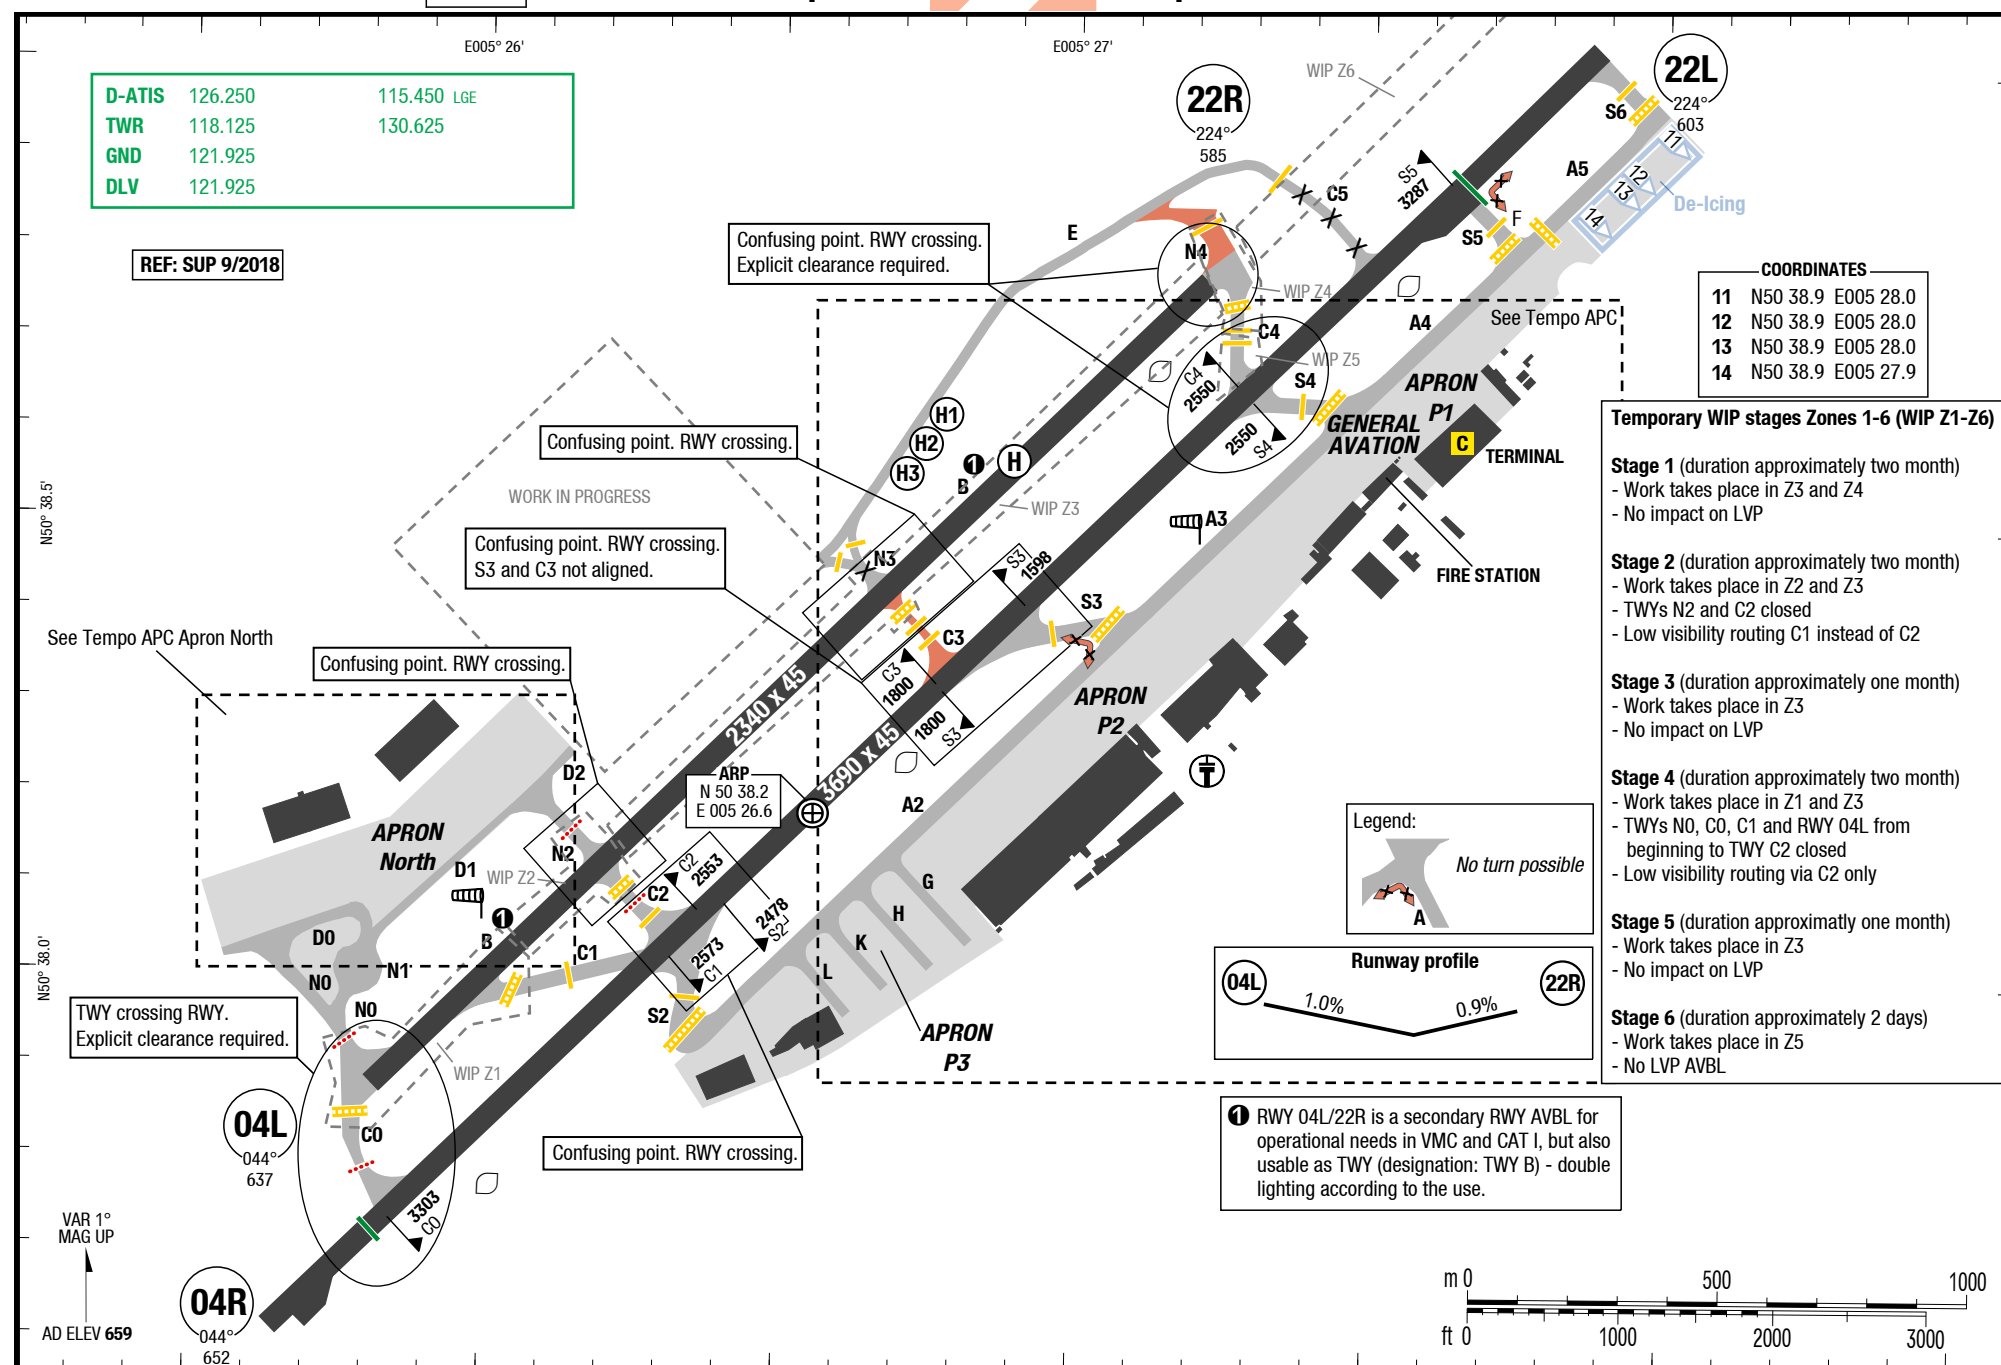 E005° 26'
E005° 27'
D-ATIS 126.250 115.450 LGE
TWR 118.125 130.625
GND 121.925
DLV 121.925
REF: SUP 9/2018
22R
224°
585
22L
224°
603
WIP Z6
S6
A5
11
12
13
14
De-Icing
C5
S5
3287
F
S5
E
N4
Confusing point. RWY crossing.
Explicit clearance required.
WIP Z4
C4
WIP Z5
C4
2550
2550
S4
S4
A4
See Tempo APC
COORDINATES
11 N50 38.9 E005 28.0
12 N50 38.9 E005 28.0
13 N50 38.9 E005 28.0
14 N50 38.9 E005 27.9
APRON
P1
GENERAL
AVATION
C
TERMINAL
FIRE STATION
H1
H2
H3
1
B
H
Confusing point. RWY crossing.
WORK IN PROGRESS
WIP Z3
A3
N50° 38.5'
Confusing point. RWY crossing.
S3 and C3 not aligned.
N3
S3
1598
S3
C3
C3
1800
1800
S3
See Tempo APC Apron North
Confusing point. RWY crossing.
2340 x 45
3690 x 45
APRON
P2
ARP
N 50 38.2
E 005 26.6
D2
A2
APRON
North
N2
D1
WIP Z2
C2
C2
2553
2478
S2
2573
C1
G
H
K
L
1
B
C1
D0
N0
N1
N0
N50° 38.0'
S2
APRON
P3
TWY crossing RWY.
Explicit clearance required.
WIP Z1
04L
044°
637
C0
Confusing point. RWY crossing.
3303
C0
VAR 1°
MAG UP
AD ELEV 659
04R
044°
652
Temporary WIP stages Zones 1-6 (WIP Z1-Z6)
Stage 1 (duration approximately two month)
- Work takes place in Z3 and Z4
- No impact on LVP
Stage 2 (duration approximately two month)
- Work takes place in Z2 and Z3
- TWYs N2 and C2 closed
- Low visibility routing C1 instead of C2
Stage 3 (duration approximately one month)
- Work takes place in Z3
- No impact on LVP
Stage 4 (duration approximately two month)
- Work takes place in Z1 and Z3
- TWYs N0, C0, C1 and RWY 04L from
beginning to TWY C2 closed
- Low visibility routing via C2 only
Stage 5 (duration approximatly one month)
- Work takes place in Z3
- No impact on LVP
Stage 6 (duration approximately 2 days)
- Work takes place in Z5
- No LVP AVBL
Legend:
No turn possible
A
Runway profile
04L
1.0%
0.9%
22R
1 RWY 04L/22R is a secondary RWY AVBL for
operational needs in VMC and CAT I, but also
usable as TWY (designation: TWY B) - double
lighting according to the use.
m 0 500 1000
ft 0 1000 2000 3000